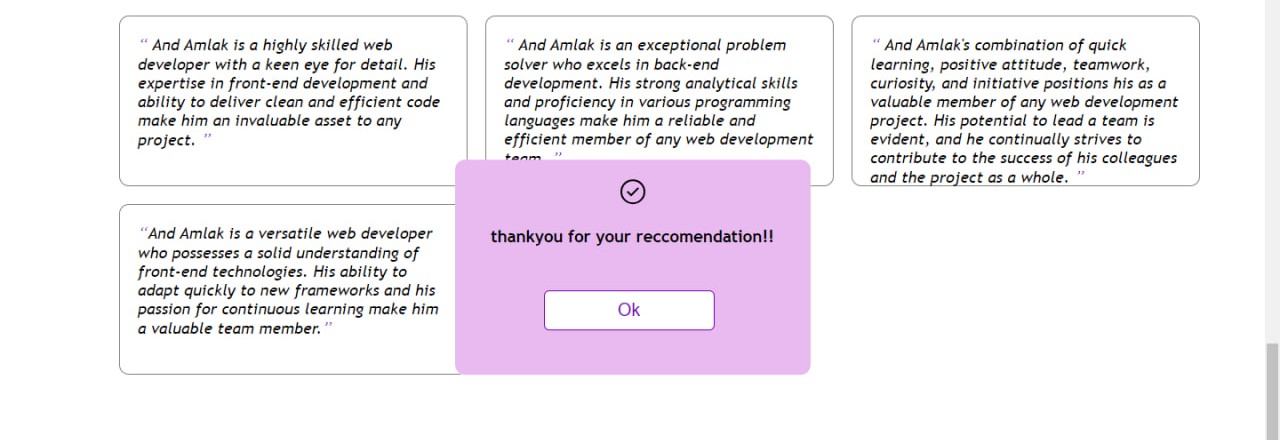 “ And Amlak is a highly skilled web
developer with a keen eye for detail. His
expertise in front-end development and
ability to deliver clean and efficient code
make him an invaluable asset to any
project. ”
“ And Amlak is an exceptional problem
solver who excels in back-end
development. His strong analytical skills
and proficiency in various programming
languages make him a reliable and
efficient member of any web development
team. ”
“ And Amlak's combination of quick
learning, positive attitude, teamwork,
curiosity, and initiative positions his as a
valuable member of any web development
project. His potential to lead a team is
evident, and he continually strives to
contribute to the success of his colleagues
and the project as a whole. ”
“And Amlak is a versatile web developer
who possesses a solid understanding of
front-end technologies. His ability to
adapt quickly to new frameworks and his
passion for continuous learning make him
a valuable team member.”
thankyou for your reccomendation!!
Ok